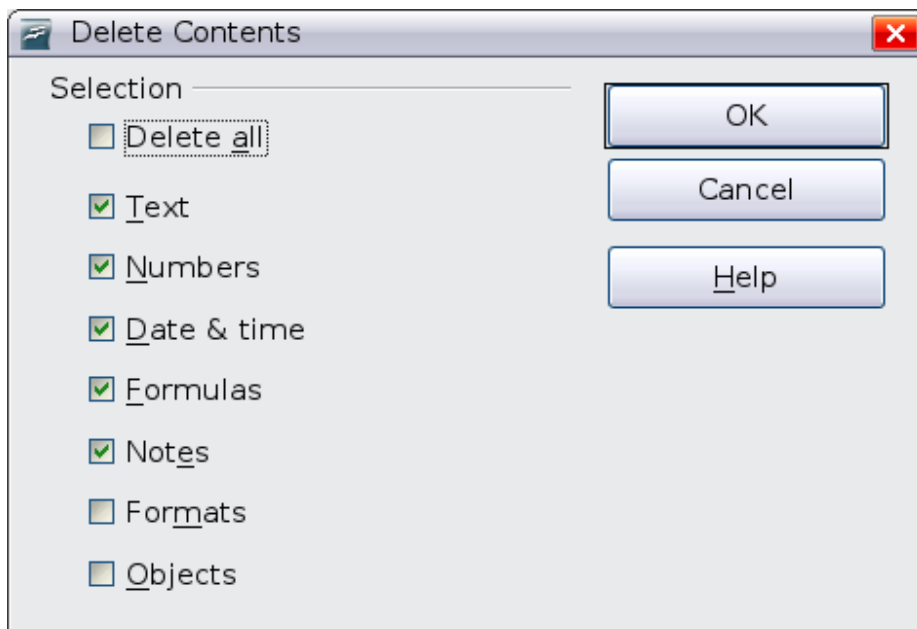 Delete Contents
Selection
Delete all
Text
Numbers
Date & time
Formulas
Notes
Formats
Objects
OK
Cancel
Help